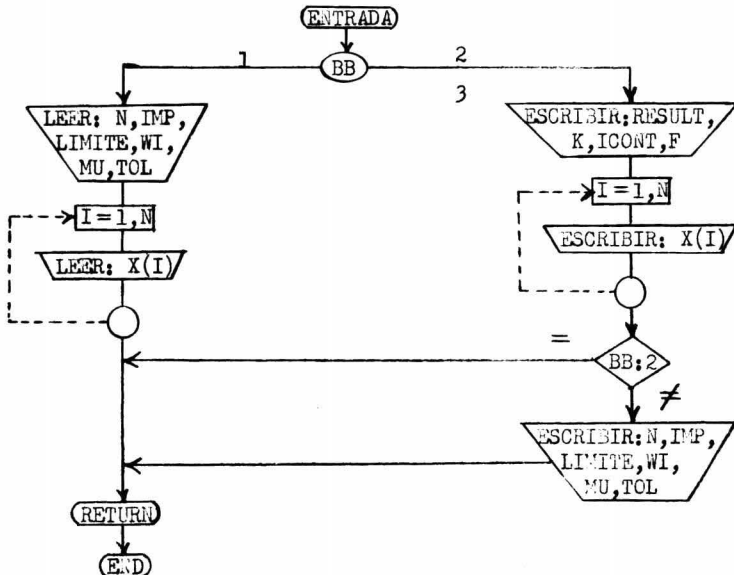 ENTRADA
1
BB
2
3
LEER: N,IMP,
LIMITE,WI,
MU,TOL
I=1,N
LEER: X(I)
ESCRIBIR:RESULT,
K,ICONT,F
I=1,N
ESCRIBIR: X(I)
=
BB:2
≠
ESCRIBIR:N,IMP,
LIMITE,WI,
MU,TOL
RETURN
END